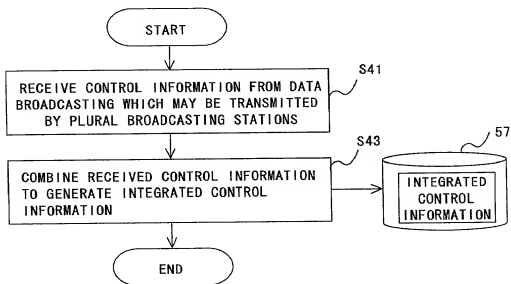 START
S41
RECEIVE CONTROL INFORMATION FROM DATA
BROADCASTING WHICH MAY BE TRANSMITTED
BY PLURAL BROADCASTING STATIONS
S43
57
COMBINE RECEIVED CONTROL INFORMATION
TO GENERATE INTEGRATED CONTROL
INFORMATION
INTEGRATED
CONTROL
INFORMATION
END